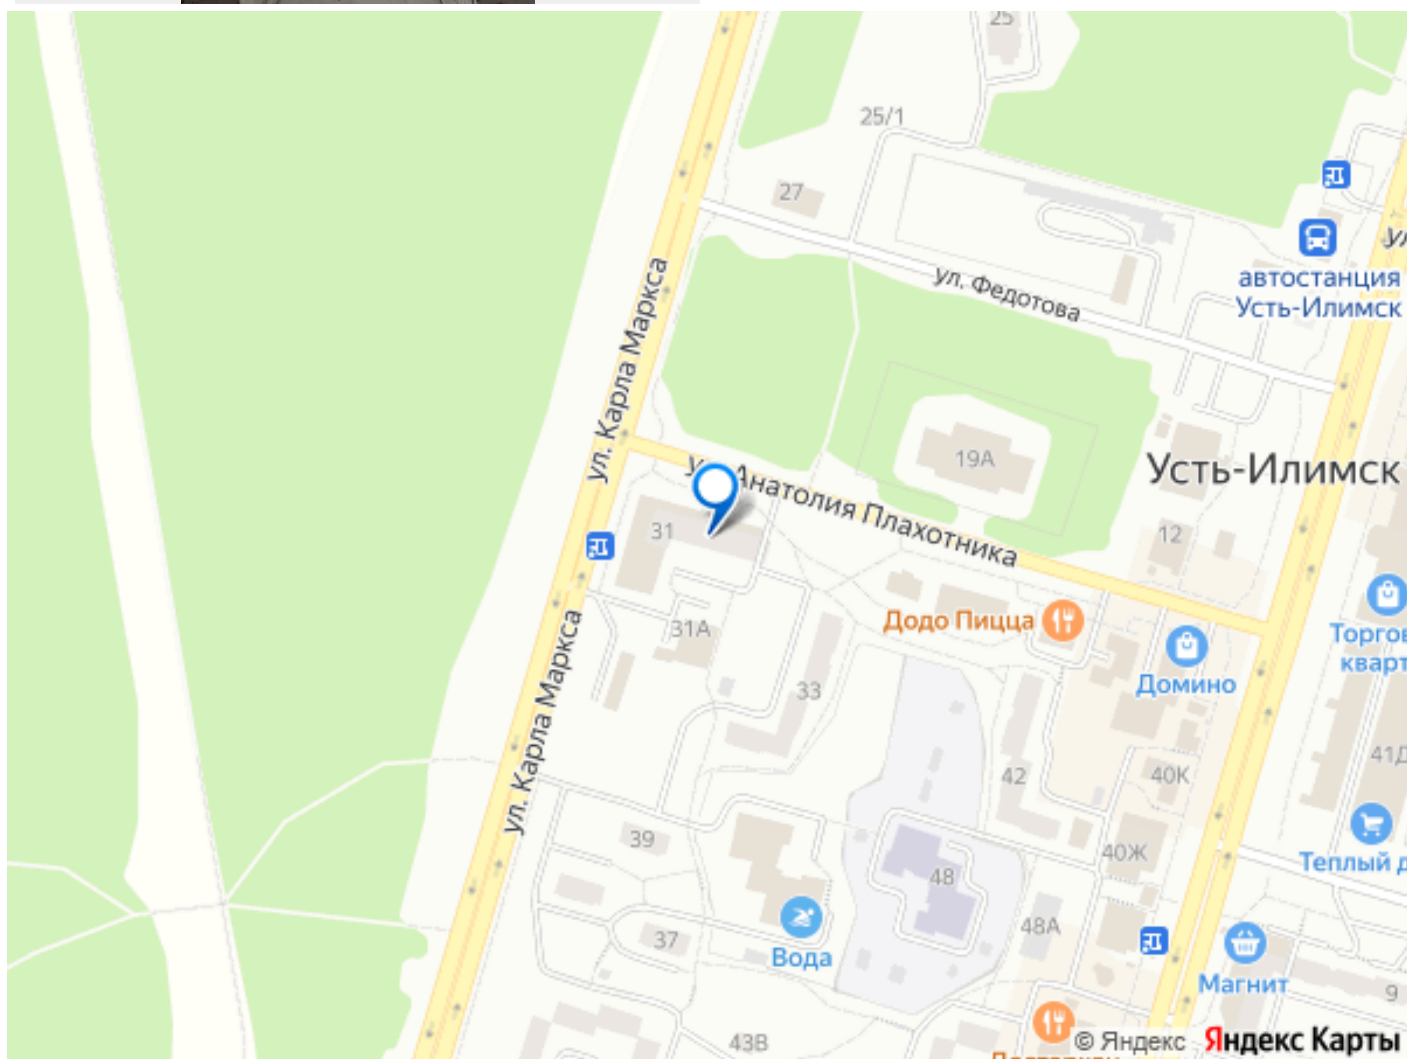 25
25/1
27
ул. Федотова
автостанция
Усть-Илимск
ул. Карла Маркса
19А
Усть-Илимск
Анатолия Плахотника
31
12
Додо Пицца
31А
Домино
33
ул. Карла Маркса
42
40К
41Д
39
40Ж
48
37
Вода
48А
Магнит
9
43В
© Яндекс
Яндекс Карты